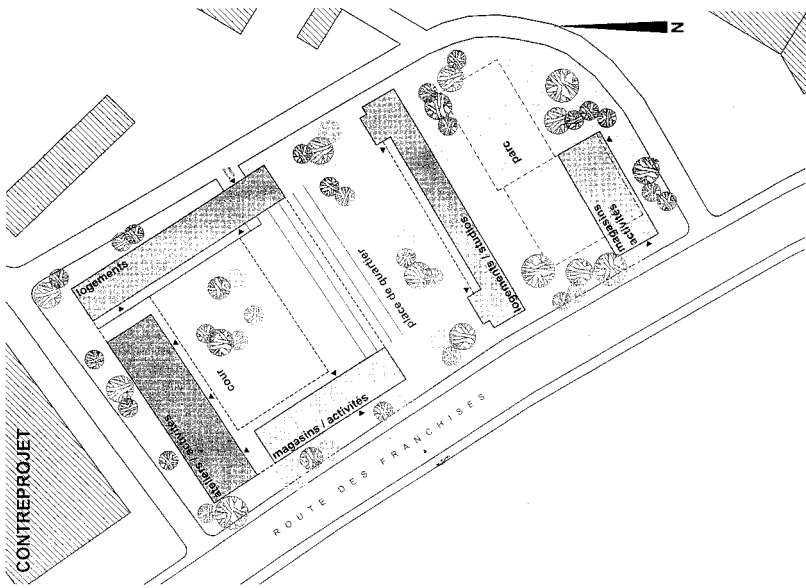 CONTREPROJET
N
logements
ateliers / activités
cour
magasins / activités
place de quartier
logements / studios
parc
magasins
activités
ROUTE DES FRANCHISES